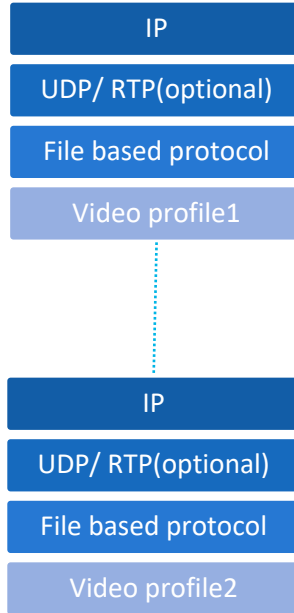 IP
UDP/ RTP(optional)
File based protocol
Video profile1
IP
UDP/ RTP(optional)
File based protocol
Video profile2